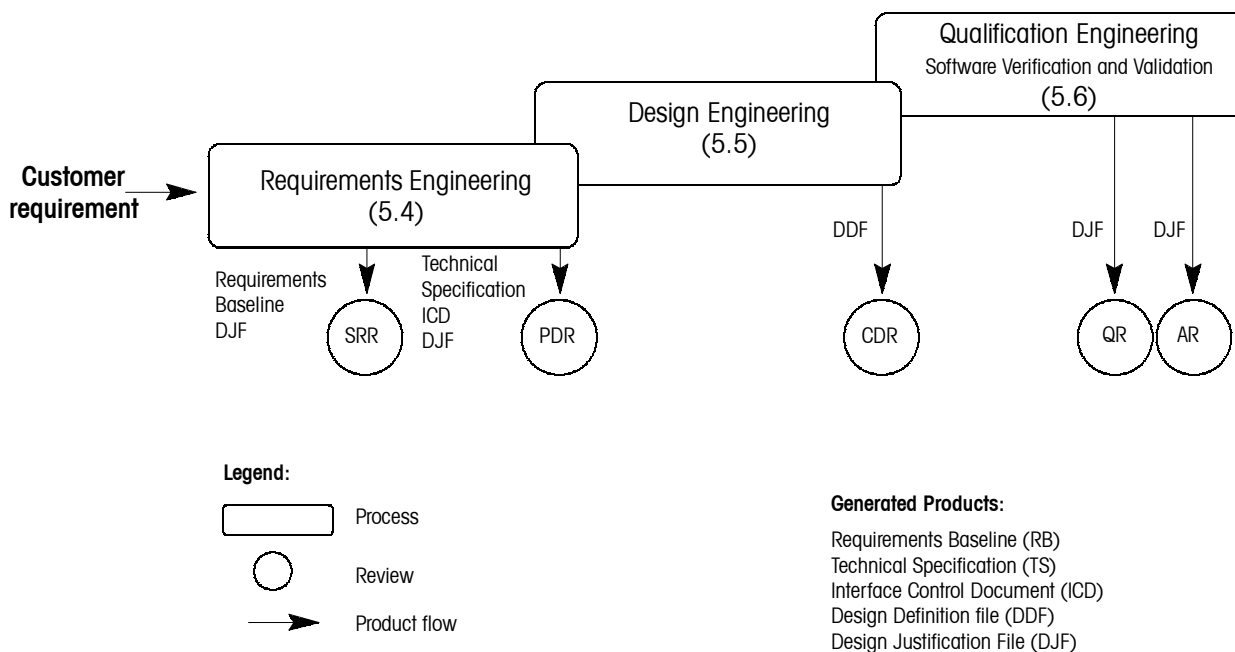 Qualification Engineering
Software Verification and Validation
(5.6)
Design Engineering
(5.5)
Customer
requirement
Requirements Engineering
(5.4)
Requirements
Baseline
DJF
SRR
Technical
Specification
ICD
DJF
PDR
DDF
CDR
DJF
QR
DJF
AR
Legend:
Process
Review
Product flow
Generated Products:
Requirements Baseline (RB)
Technical Specification (TS)
Interface Control Document (ICD)
Design Definition file (DDF)
Design Justification File (DJF)